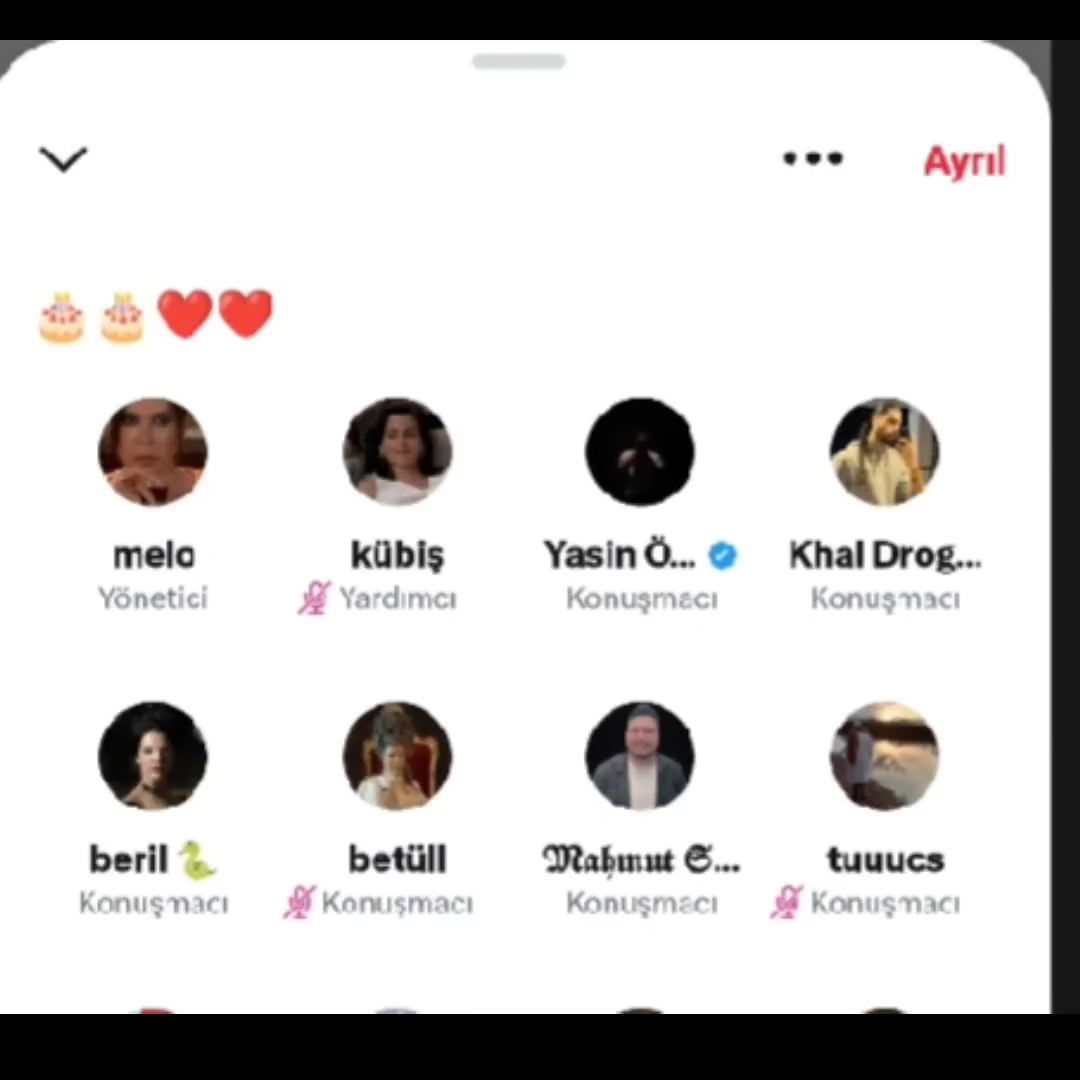 Ayrıl
🎂🎂❤️❤️
melo kübiş Yasin Ö... Khal Drog...
Yönetici Yardımcı Konuşmacı Konuşmacı
beril 🐍 betüll 𝕸𝖆𝖍𝖒𝖚𝖙 𝕾... tuuucs
Konuşmacı Konuşmacı Konuşmacı Konuşmacı